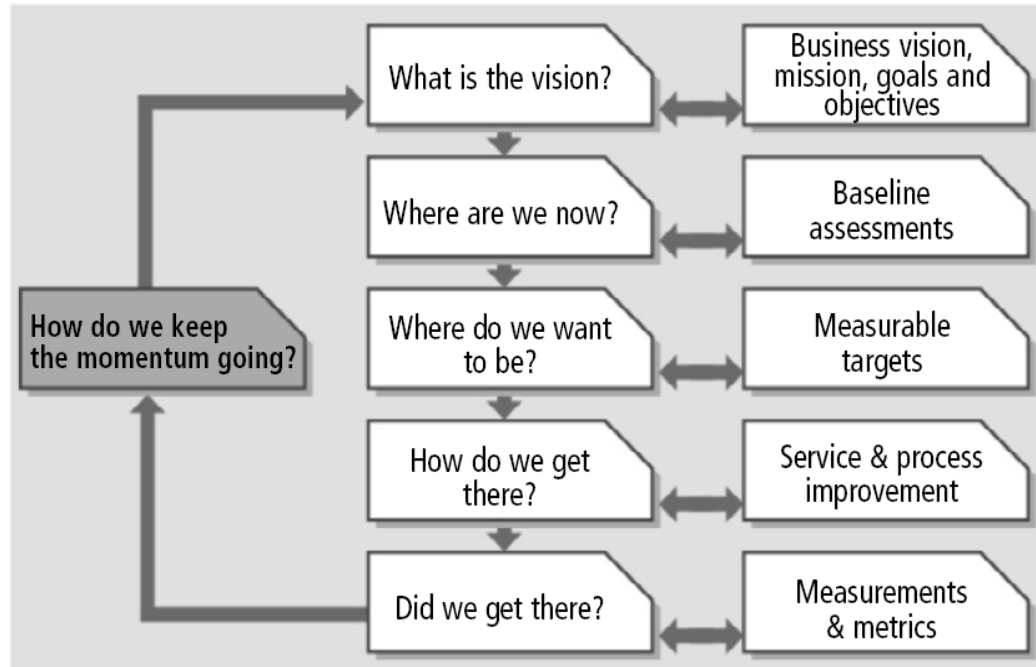 What is the vision?
Business vision,
mission, goals and
objectives
Where are we now?
Baseline
assessments
How do we keep
the momentum going?
Where do we want
to be?
Measurable
targets
How do we get
there?
Service & process
improvement
Did we get there?
Measurements
& metrics